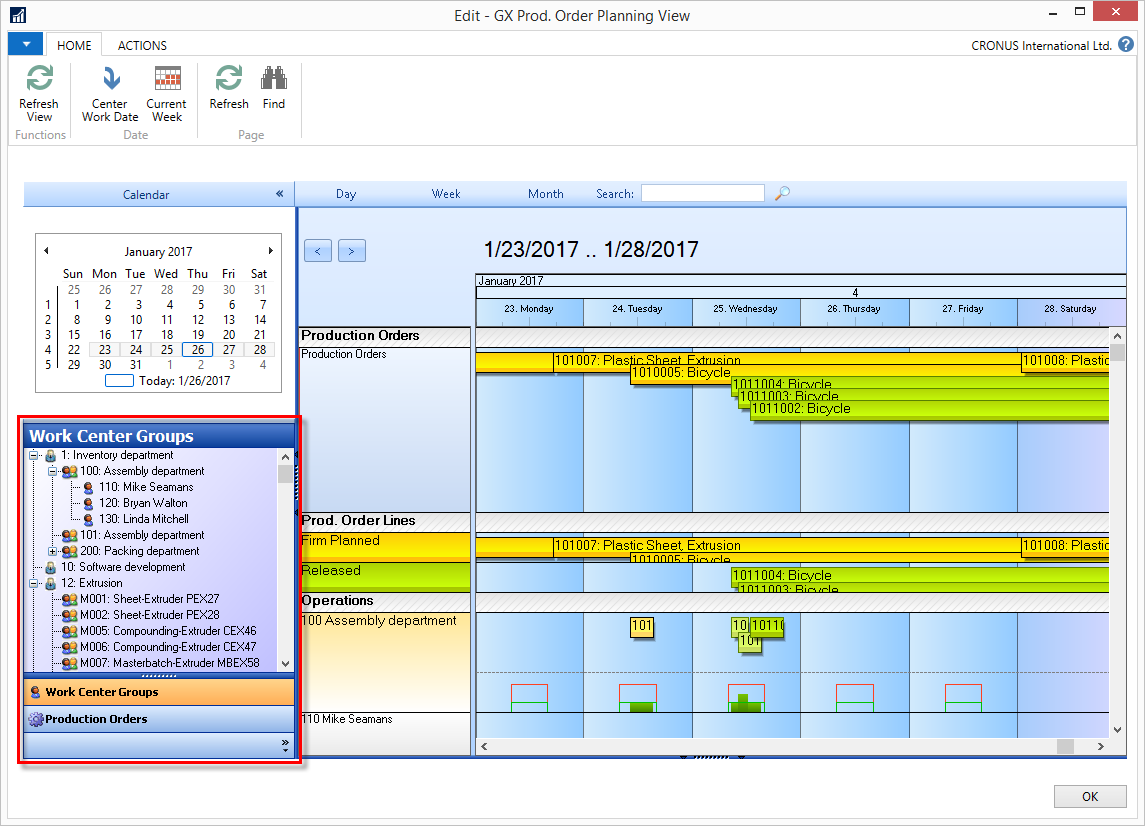 Edit - GX Prod. Order Planning View
HOME
ACTIONS
CRONUS International Ltd.
?
Refresh View
Center Work Date
Current Week
Refresh
Find
Functions
Date
Page
Calendar «
Day Week Month Search:
January 2017
Sun Mon Tue Wed Thu Fri Sat
25 26 27 28 29 30 31
1 1 2 3 4 5 6 7
2 8 9 10 11 12 13 14
3 15 16 17 18 19 20 21
4 22 23 24 25 26 27 28
5 29 30 31 1 2 3 4
Today: 1/26/2017
Work Center Groups
1: Inventory department
100: Assembly department
110: Mike Seamans
120: Bryan Walton
130: Linda Mitchell
101: Assembly department
200: Packing department
10: Software development
12: Extrusion
M001: Sheet-Extruder PEX27
M002: Sheet-Extruder PEX28
M005: Compounding-Extruder CEX46
M006: Compounding-Extruder CEX47
M007: Masterbatch-Extruder MBEX58
Work Center Groups
Production Orders
»
< >
1/23/2017 .. 1/28/2017
January 2017
4
23. Monday 24. Tuesday 25. Wednesday 26. Thursday 27. Friday 28. Saturday
Production Orders
Production Orders
101007: Plastic Sheet, Extrusion
101008: Plastic
1010005: Bicycle
1011004: Bicycle
1011003: Bicycle
1011002: Bicycle
Prod. Order Lines
Firm Planned
101007: Plastic Sheet, Extrusion
101008: Plastic
1010005: Bicycle
Released
1011004: Bicycle
1011003: Bicycle
Operations
100 Assembly department
101
10
10110
101
110 Mike Seamans
OK